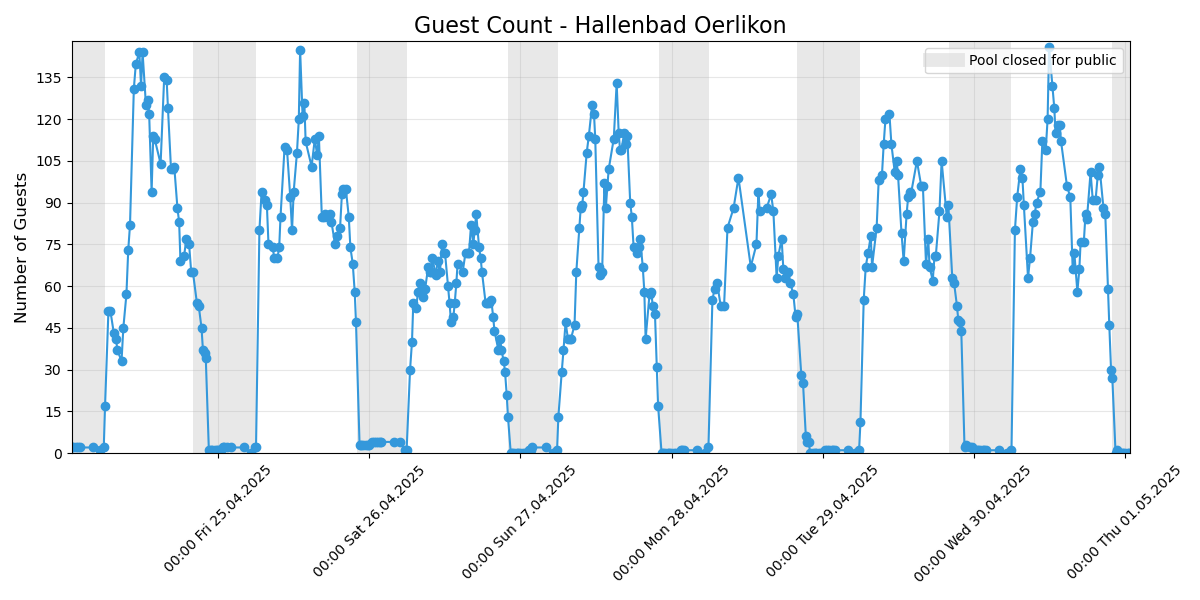 Guest Count - Hallenbad Oerlikon
Pool closed for public
Number of Guests
135
120
105
90
75
60
45
30
15
0
00:00 Fri 25.04.2025
00:00 Sat 26.04.2025
00:00 Sun 27.04.2025
00:00 Mon 28.04.2025
00:00 Tue 29.04.2025
00:00 Wed 30.04.2025
00:00 Thu 01.05.2025